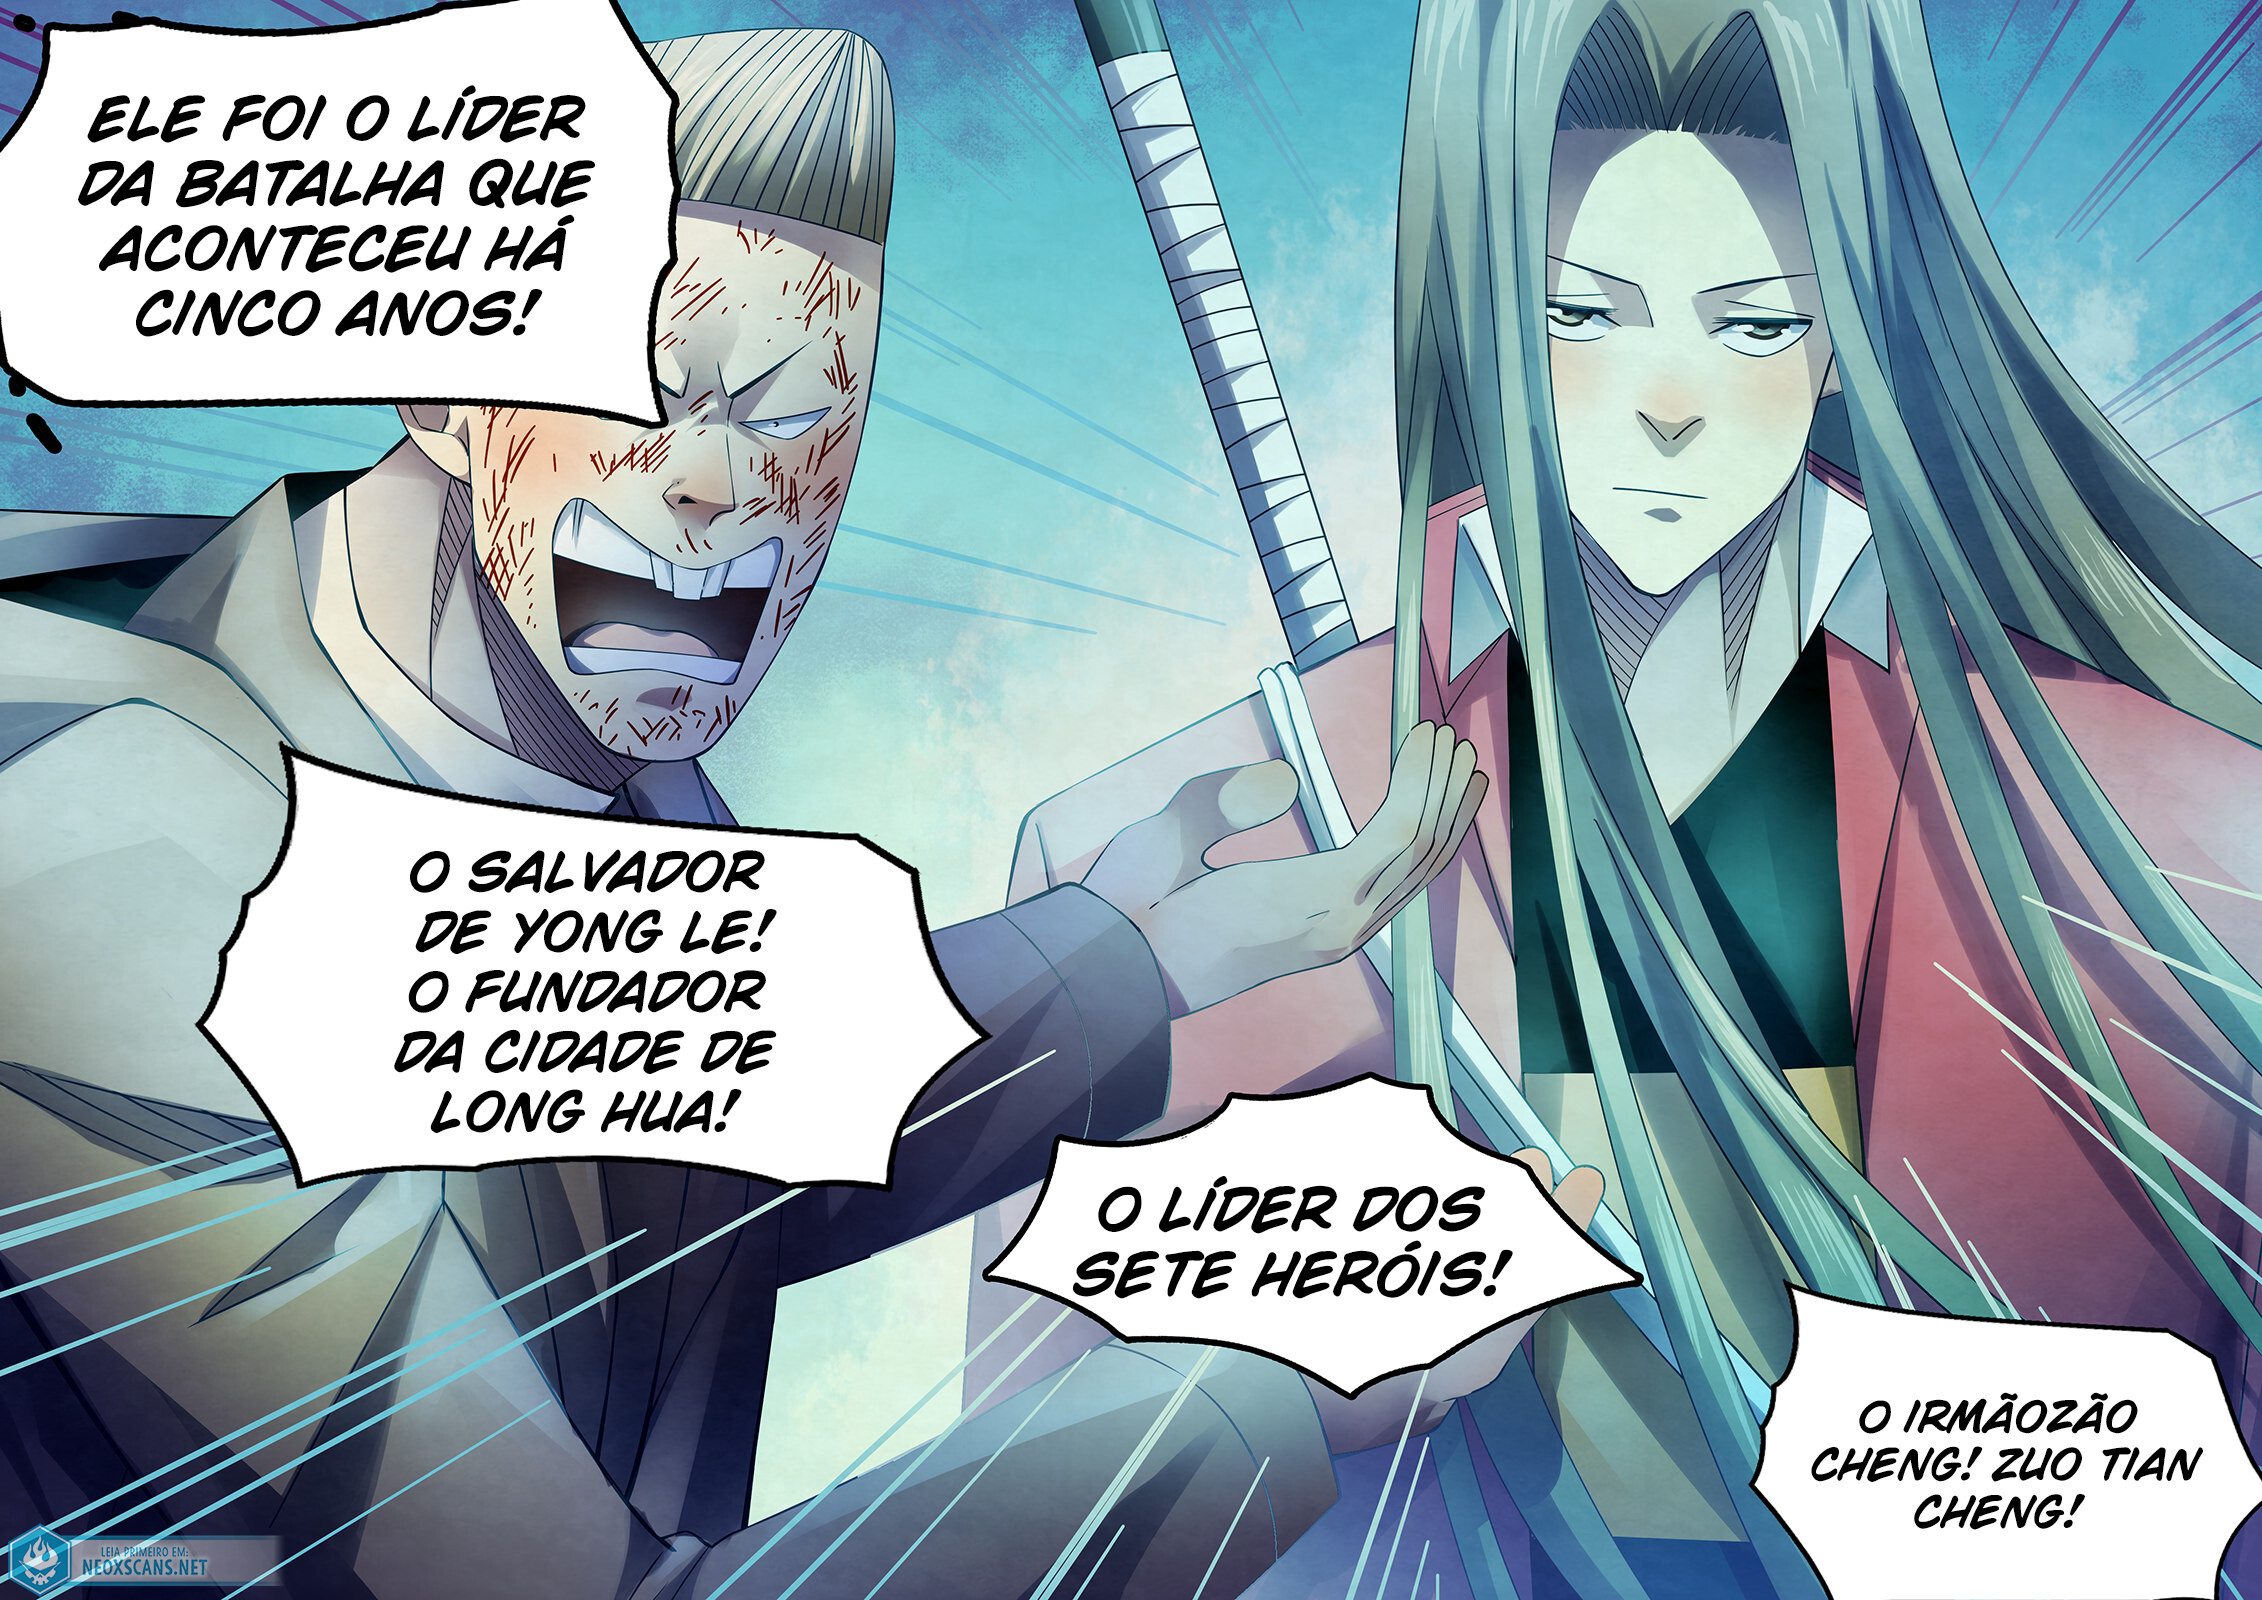 ELE FOI O LÍDER
DA BATALHA QUE
ACONTECEU HÁ
CINCO ANOS!
O SALVADOR
DE YONG LE!
O FUNDADOR
DA CIDADE DE
LONG HUA!
O LÍDER DOS
SETE HERÓIS!
O IRMÃOZÃO
CHENG! ZUO TIAN
CHENG!
LEIA PRIMEIRO EM:
NEOXSCANS.NET